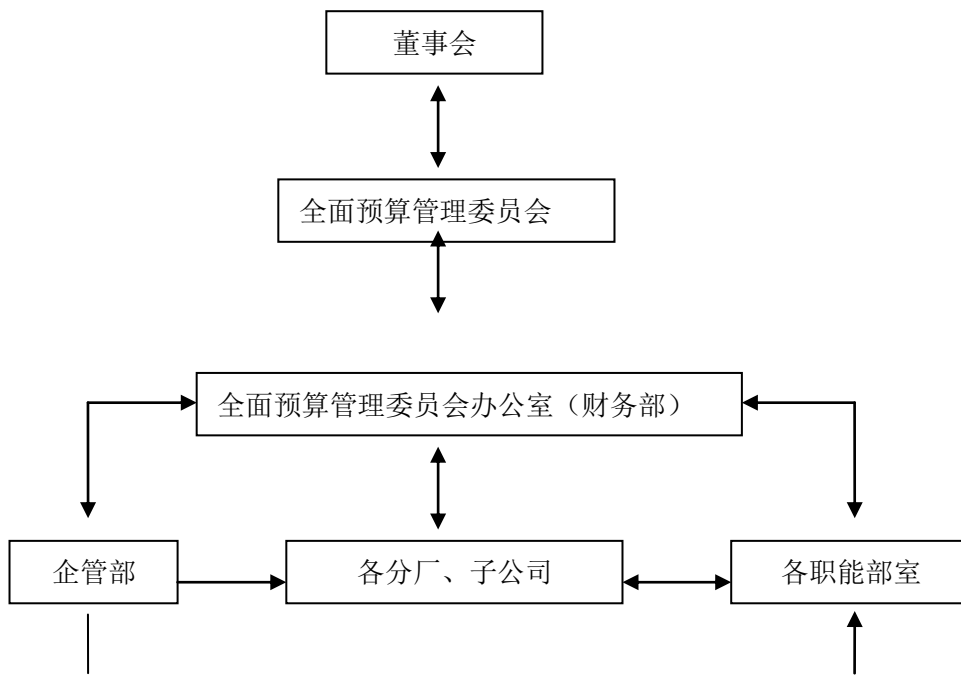 董事会
全面预算管理委员会
全面预算管理委员会办公室（财务部）
企管部
各分厂、子公司
各职能部室